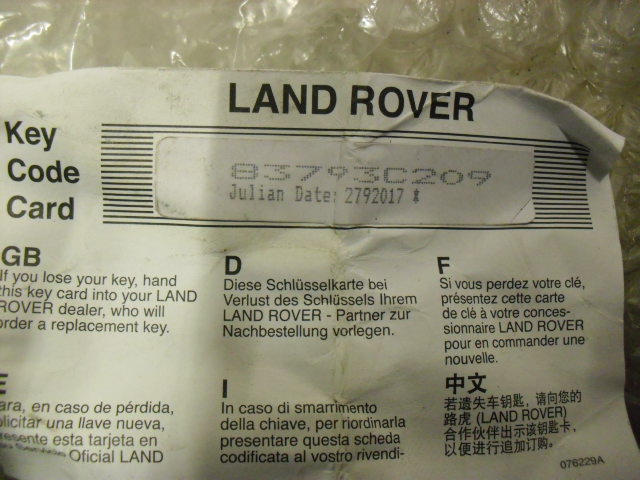 LAND ROVER
Key
Code
Card
83793C209
Julian Date: 2792017 *
GB
If you lose your key, hand
this key card into your LAND
ROVER dealer, who will
order a replacement key.
D
Diese Schlüsselkarte bei
Verlust des Schlüssels Ihrem
LAND ROVER - Partner zur
Nachbestellung vorlegen.
F
Si vous perdez votre clé,
présentez cette carte
de clé à votre conces-
sionnaire LAND ROVER
pour en commander une
nouvelle.
E
ara, en caso de pérdida,
olicitar una llave nueva,
resente esta tarjeta en
Oficial LAND
I
In caso di smarrimento
della chiave, per riordinarla
presentare questa scheda
codificata al vostro rivendi-
中文
若遗失车钥匙,请向您的
路虎 (LAND ROVER)
合作伙伴出示该钥匙卡,
以便进行追加订购。
076229A